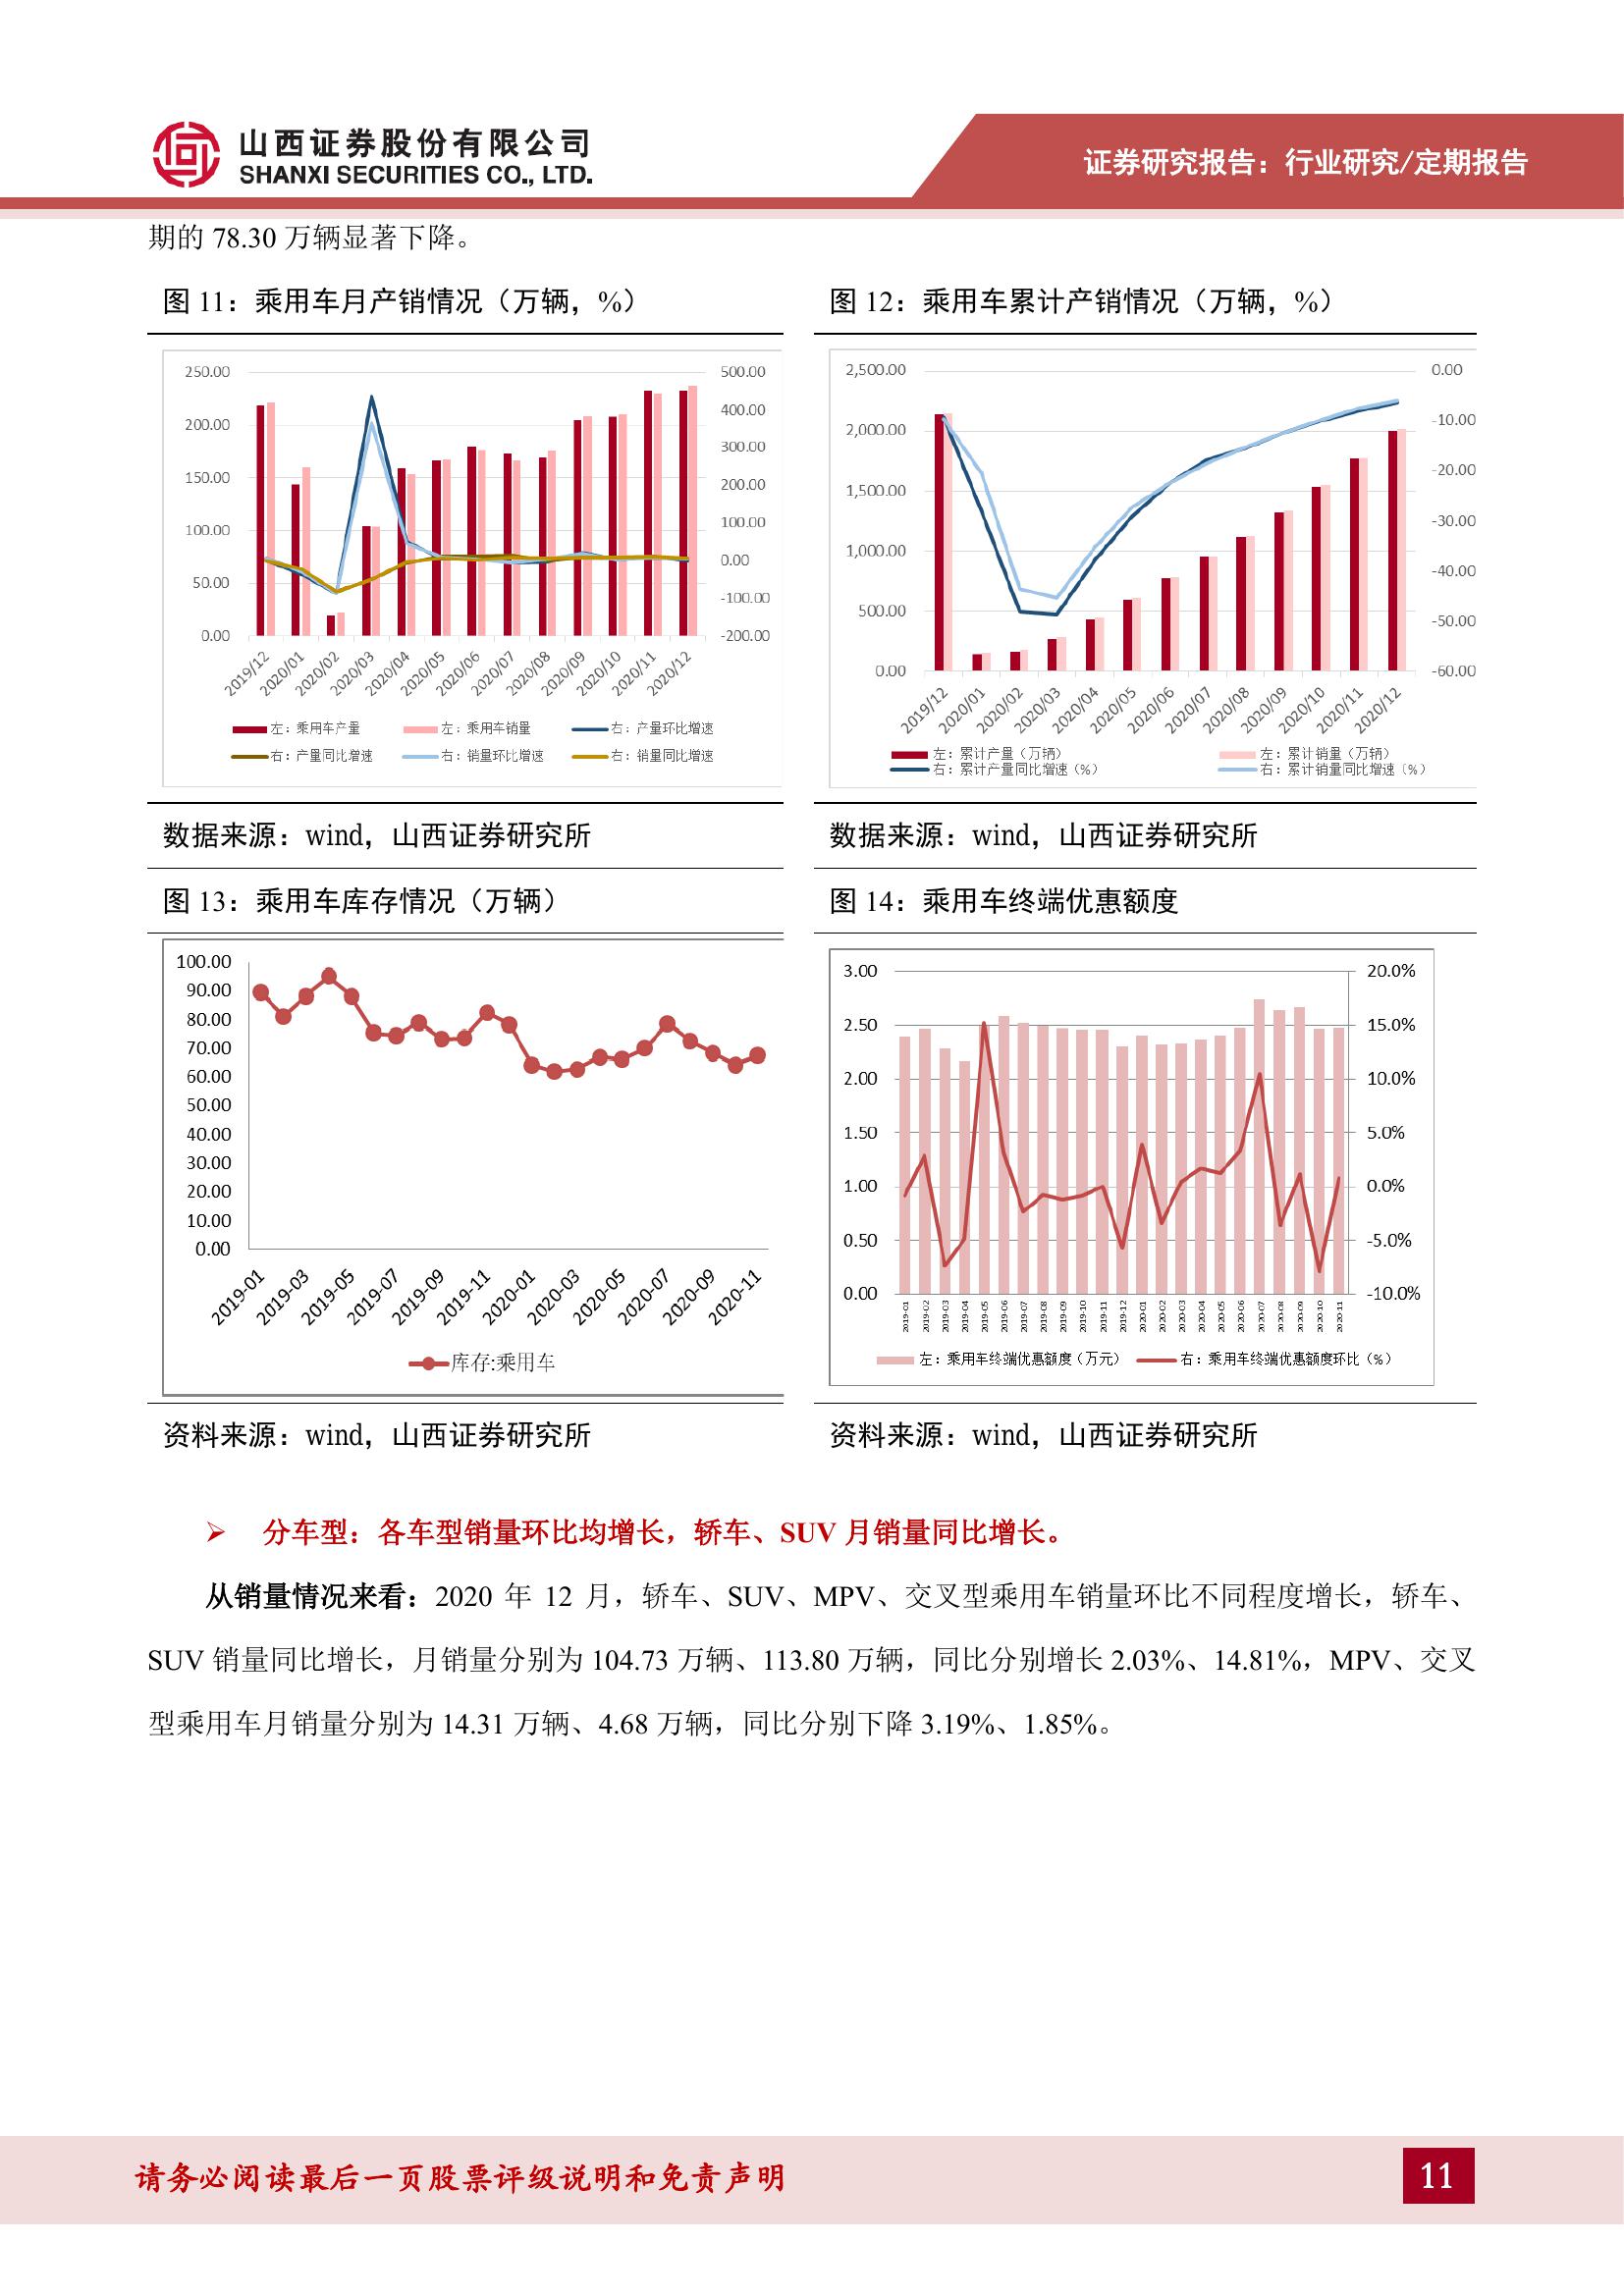 山西证券股份有限公司
SHANXI SECURITIES CO., LTD.
证券研究报告：行业研究/定期报告
期的 78.30 万辆显著下降。
图 11：乘用车月产销情况（万辆，%）
250.00
200.00
150.00
100.00
50.00
0.00
500.00
400.00
300.00
200.00
100.00
0.00
-100.00
-200.00
2019/12 2020/01 2020/02 2020/03 2020/04 2020/05 2020/06 2020/07 2020/08 2020/09 2020/10 2020/11 2020/12
左：乘用车产量 左：乘用车销量 右：产量环比增速
右：产量同比增速 右：销量环比增速 右：销量同比增速
数据来源：wind，山西证券研究所
图 12：乘用车累计产销情况（万辆，%）
2,500.00
2,000.00
1,500.00
1,000.00
500.00
0.00
0.00
-10.00
-20.00
-30.00
-40.00
-50.00
-60.00
2019/12 2020/01 2020/02 2020/03 2020/04 2020/05 2020/06 2020/07 2020/08 2020/09 2020/10 2020/11 2020/12
左：累计产量（万辆） 左：累计销量（万辆）
右：累计产量同比增速（%） 右：累计销量同比增速（%）
数据来源：wind，山西证券研究所
图 13：乘用车库存情况（万辆）
100.00
90.00
80.00
70.00
60.00
50.00
40.00
30.00
20.00
10.00
0.00
2019-01 2019-03 2019-05 2019-07 2019-09 2019-11 2020-01 2020-03 2020-05 2020-07 2020-09 2020-11
库存:乘用车
资料来源：wind，山西证券研究所
图 14：乘用车终端优惠额度
3.00
2.50
2.00
1.50
1.00
0.50
0.00
20.0%
15.0%
10.0%
5.0%
0.0%
-5.0%
-10.0%
2019-01 2019-02 2019-03 2019-04 2019-05 2019-06 2019-07 2019-08 2019-09 2019-10 2019-11 2019-12 2020-01 2020-02 2020-03 2020-04 2020-05 2020-06 2020-07 2020-08 2020-09 2020-10 2020-11
左：乘用车终端优惠额度（万元） 右：乘用车终端优惠额度环比（%）
资料来源：wind，山西证券研究所
➢ 分车型：各车型销量环比均增长，轿车、SUV 月销量同比增长。
从销量情况来看：2020 年 12 月，轿车、SUV、MPV、交叉型乘用车销量环比不同程度增长，轿车、
SUV 销量同比增长，月销量分别为 104.73 万辆、113.80 万辆，同比分别增长 2.03%、14.81%，MPV、交叉
型乘用车月销量分别为 14.31 万辆、4.68 万辆，同比分别下降 3.19%、1.85%。
请务必阅读最后一页股票评级说明和免责声明
11